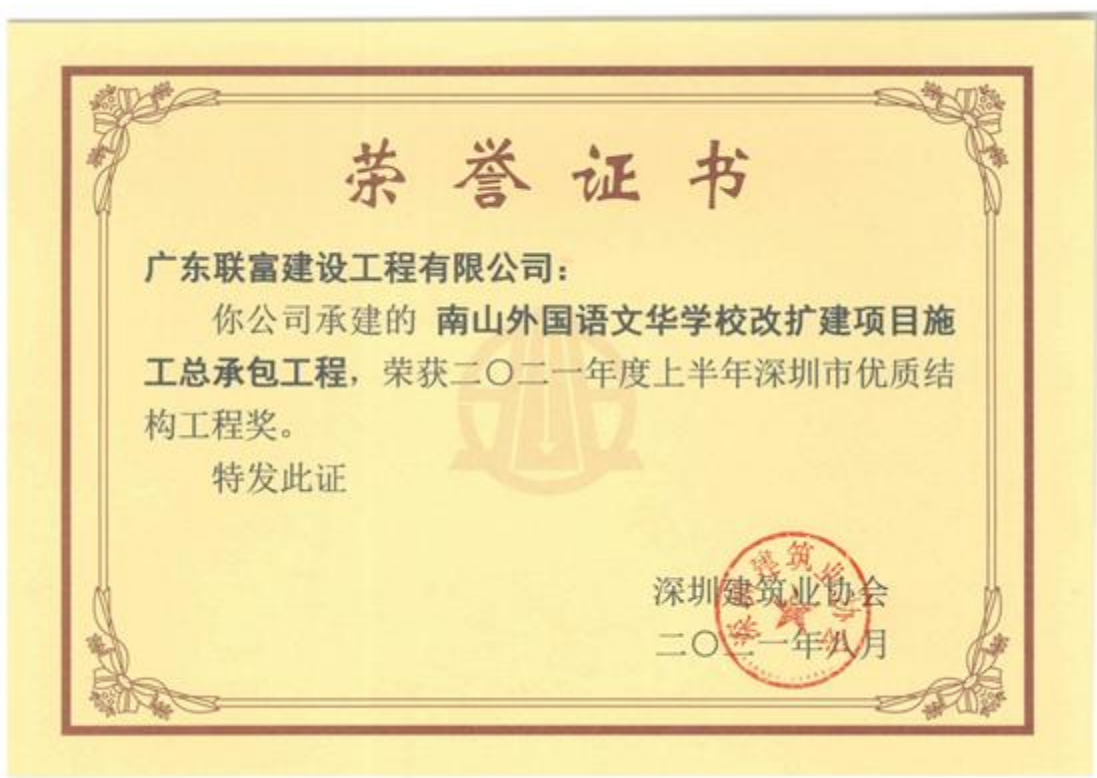 荣誉证书
广东联富建设工程有限公司：
你公司承建的 南山外国语文华学校改扩建项目施
工总承包工程，荣获二〇二一年度上半年深圳市优质结
构工程奖。
特发此证
深圳建筑业协会
二〇二一年八月